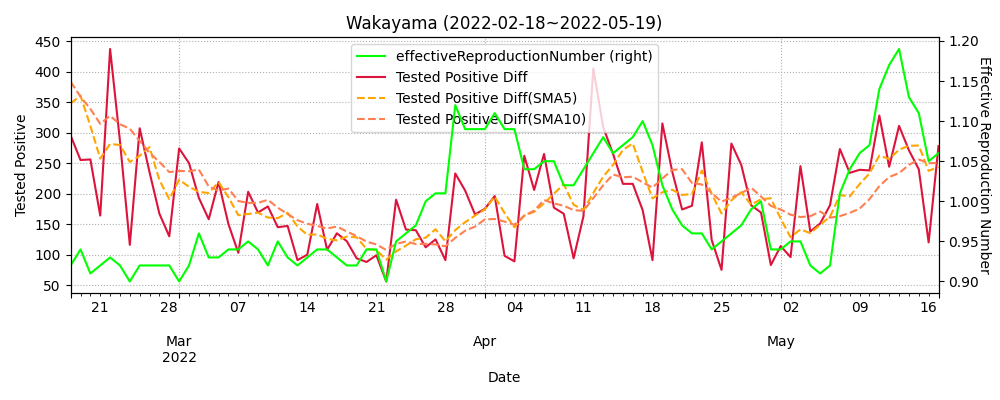 Wakayama (2022-02-18~2022-05-19)
effectiveReproductionNumber (right)
Tested Positive Diff
Tested Positive Diff(SMA5)
Tested Positive Diff(SMA10)
Tested Positive
450
400
350
300
250
200
150
100
50
1.20
1.15
1.10
1.05
1.00
0.95
0.90
Effective Reproduction Number
21 28 07 14 21 28 04 11 18 25 02 09 16
Mar Apr May
2022
Date